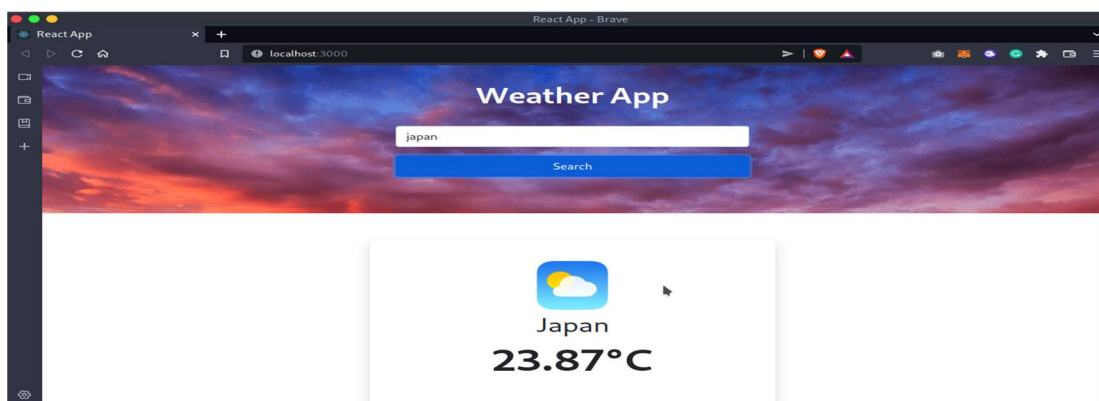 React App - Brave
React App
localhost:3000
Weather App
japan
Search
Japan
23.87°C